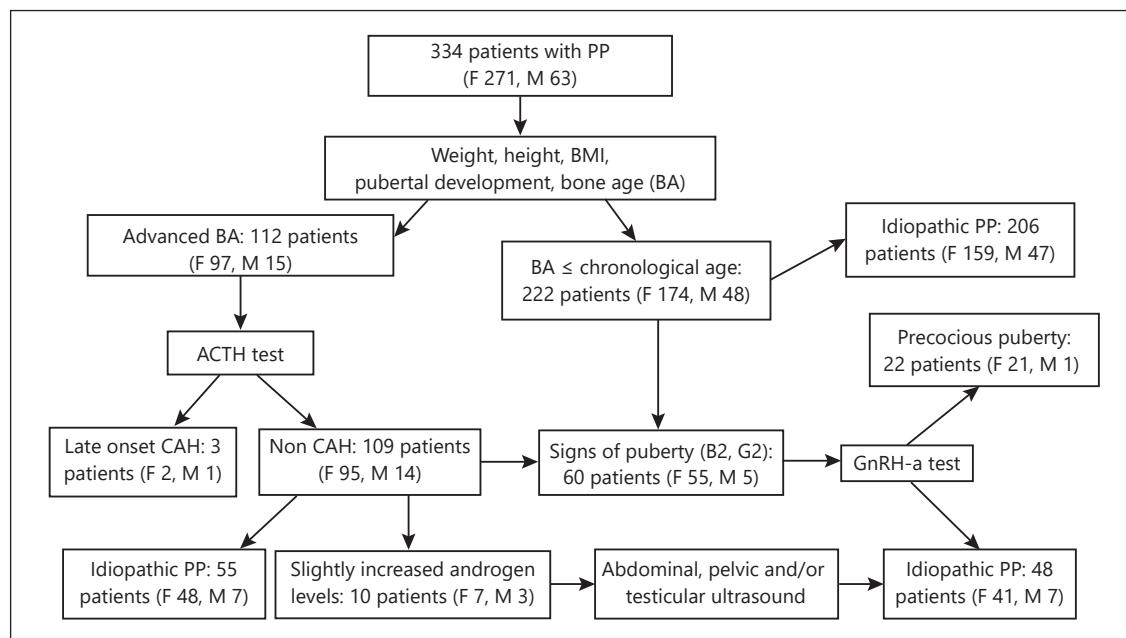 334 patients with PP
(F 271, M 63)
Weight, height, BMI,
pubertal development, bone age (BA)
Advanced BA: 112 patients
(F 97, M 15)
BA ≤ chronological age:
222 patients (F 174, M 48)
Idiopathic PP: 206
patients (F 159, M 47)
ACTH test
Precocious puberty:
22 patients (F 21, M 1)
Late onset CAH: 3
patients (F 2, M 1)
Non CAH: 109 patients
(F 95, M 14)
Signs of puberty (B2, G2):
60 patients (F 55, M 5)
GnRH-a test
Idiopathic PP: 55
patients (F 48, M 7)
Slightly increased androgen
levels: 10 patients (F 7, M 3)
Abdominal, pelvic and/or
testicular ultrasound
Idiopathic PP: 48
patients (F 41, M 7)